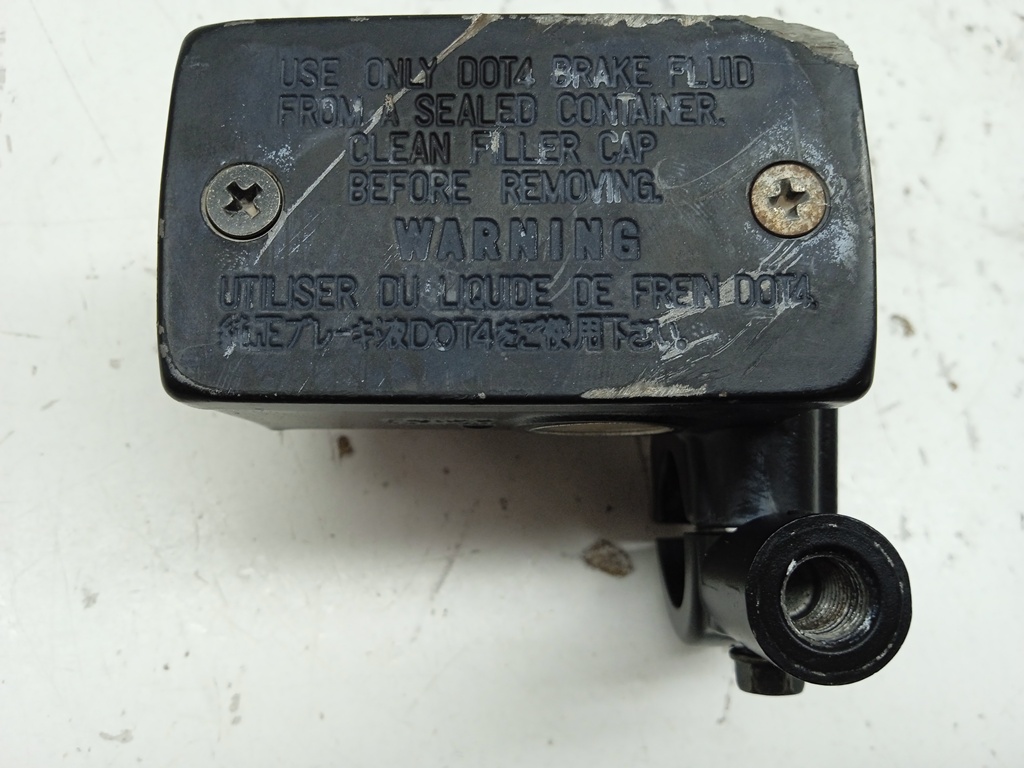 USE ONLY DOT4 BRAKE FLUID
FROM A SEALED CONTAINER.
CLEAN FILLER CAP
BEFORE REMOVING.
WARNING
UTILISER DU LIQUIDE DE FREIN DOT4.
純正ブレーキ液DOT4をご使用下さい.